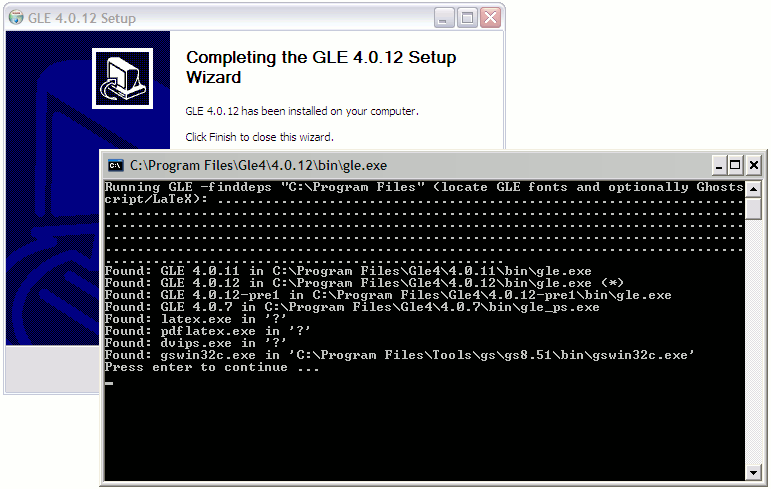 GLE 4.0.12 Setup
Completing the GLE 4.0.12 Setup
Wizard
GLE 4.0.12 has been installed on your computer.
Click Finish to close this wizard.
C:\Program Files\Gle4\4.0.12\bin\gle.exe
Running GLE -finddeps "C:\Program Files" (locate GLE fonts and optionally Ghosts
cript/LaTeX): ..................................................................
................................................................................
................................................................................
................................................................................
................................................................................
..................................................
Found: GLE 4.0.11 in C:\Program Files\Gle4\4.0.11\bin\gle.exe
Found: GLE 4.0.12 in C:\Program Files\Gle4\4.0.12\bin\gle.exe (*)
Found: GLE 4.0.12-pre1 in C:\Program Files\Gle4\4.0.12-pre1\bin\gle.exe
Found: GLE 4.0.7 in C:\Program Files\Gle4\4.0.7\bin\gle_ps.exe
Found: latex.exe in '?'
Found: pdflatex.exe in '?'
Found: dvips.exe in '?'
Found: gswin32c.exe in 'C:\Program Files\Tools\gs\gs8.51\bin\gswin32c.exe'
Press enter to continue ...